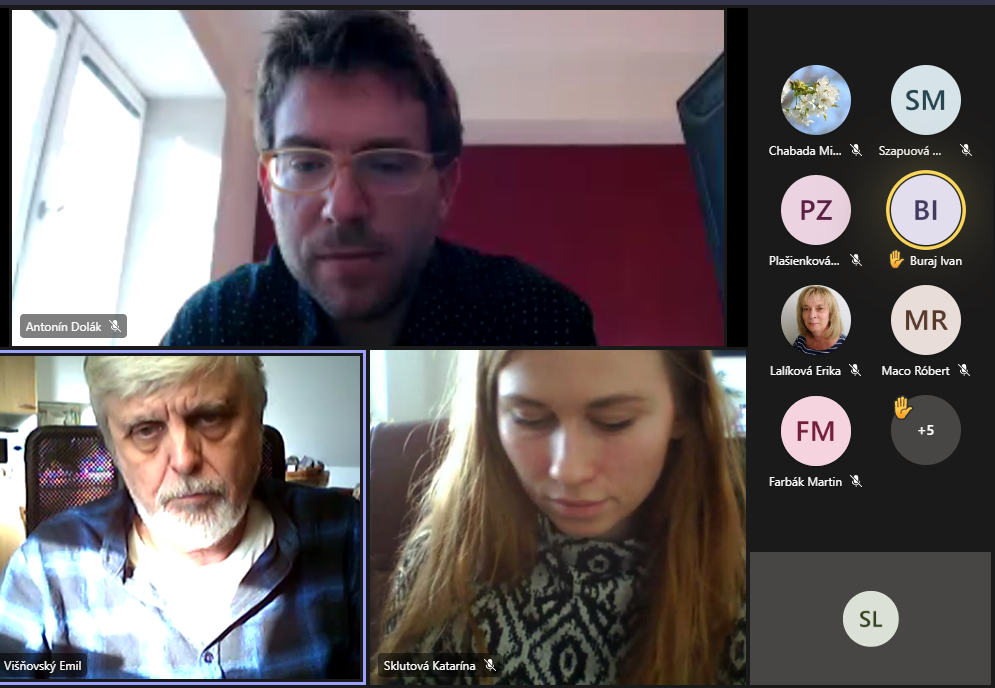 Antonín Dolák
Višňovský Emil
Sklutová Katarína
Chabada Mi...
SM
Szapuová ...
PZ
Plašienková...
BI
Buraj Ivan
Lalíková Erika
MR
Maco Róbert
FM
Farbák Martin
+5
SL